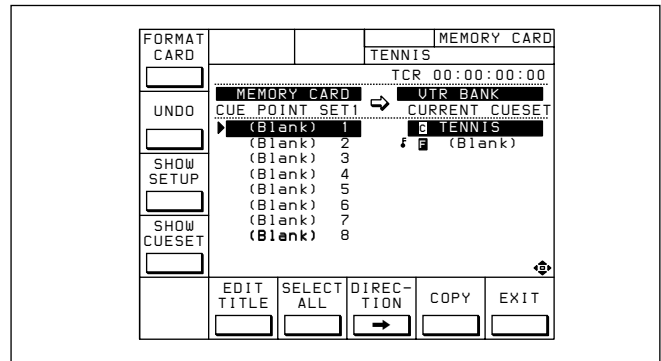 FORMAT
CARD
UNDO
SHOW
SETUP
SHOW
CUESET
MEMORY CARD
TENNIS
TCR 00:00:00:00
MEMORY CARD ⇨ VTR BANK
CUE POINT SET1 CURRENT CUESET
(Blank) 1 C TENNIS
(Blank) 2 F (Blank)
(Blank) 3
(Blank) 4
(Blank) 5
(Blank) 6
(Blank) 7
(Blank) 8
EDIT
TITLE
SELECT
ALL
DIREC-
TION
COPY
EXIT